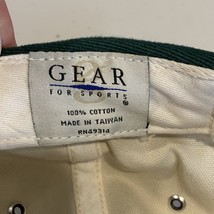 GEAR
FOR SPORTS
®
100% COTTON
MADE IN TAIWAN
RN49314